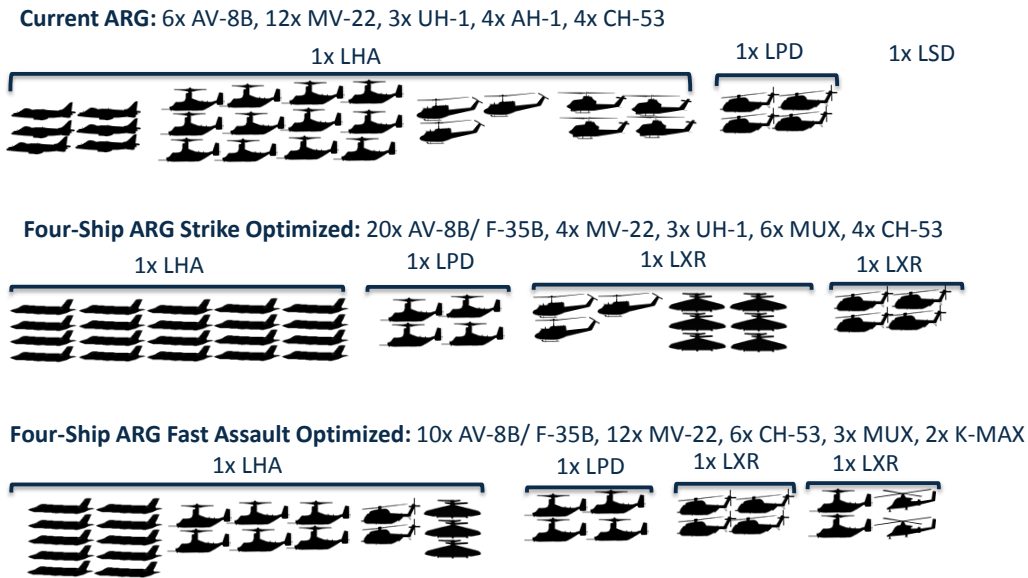 Current ARG: 6x AV-8B, 12x MV-22, 3x UH-1, 4x AH-1, 4x CH-53
1x LHA
1x LPD
1x LSD
Four-Ship ARG Strike Optimized: 20x AV-8B/ F-35B, 4x MV-22, 3x UH-1, 6x MUX, 4x CH-53
1x LHA
1x LPD
1x LXR
1x LXR
Four-Ship ARG Fast Assault Optimized: 10x AV-8B/ F-35B, 12x MV-22, 6x CH-53, 3x MUX, 2x K-MAX
1x LHA
1x LPD
1x LXR
1x LXR